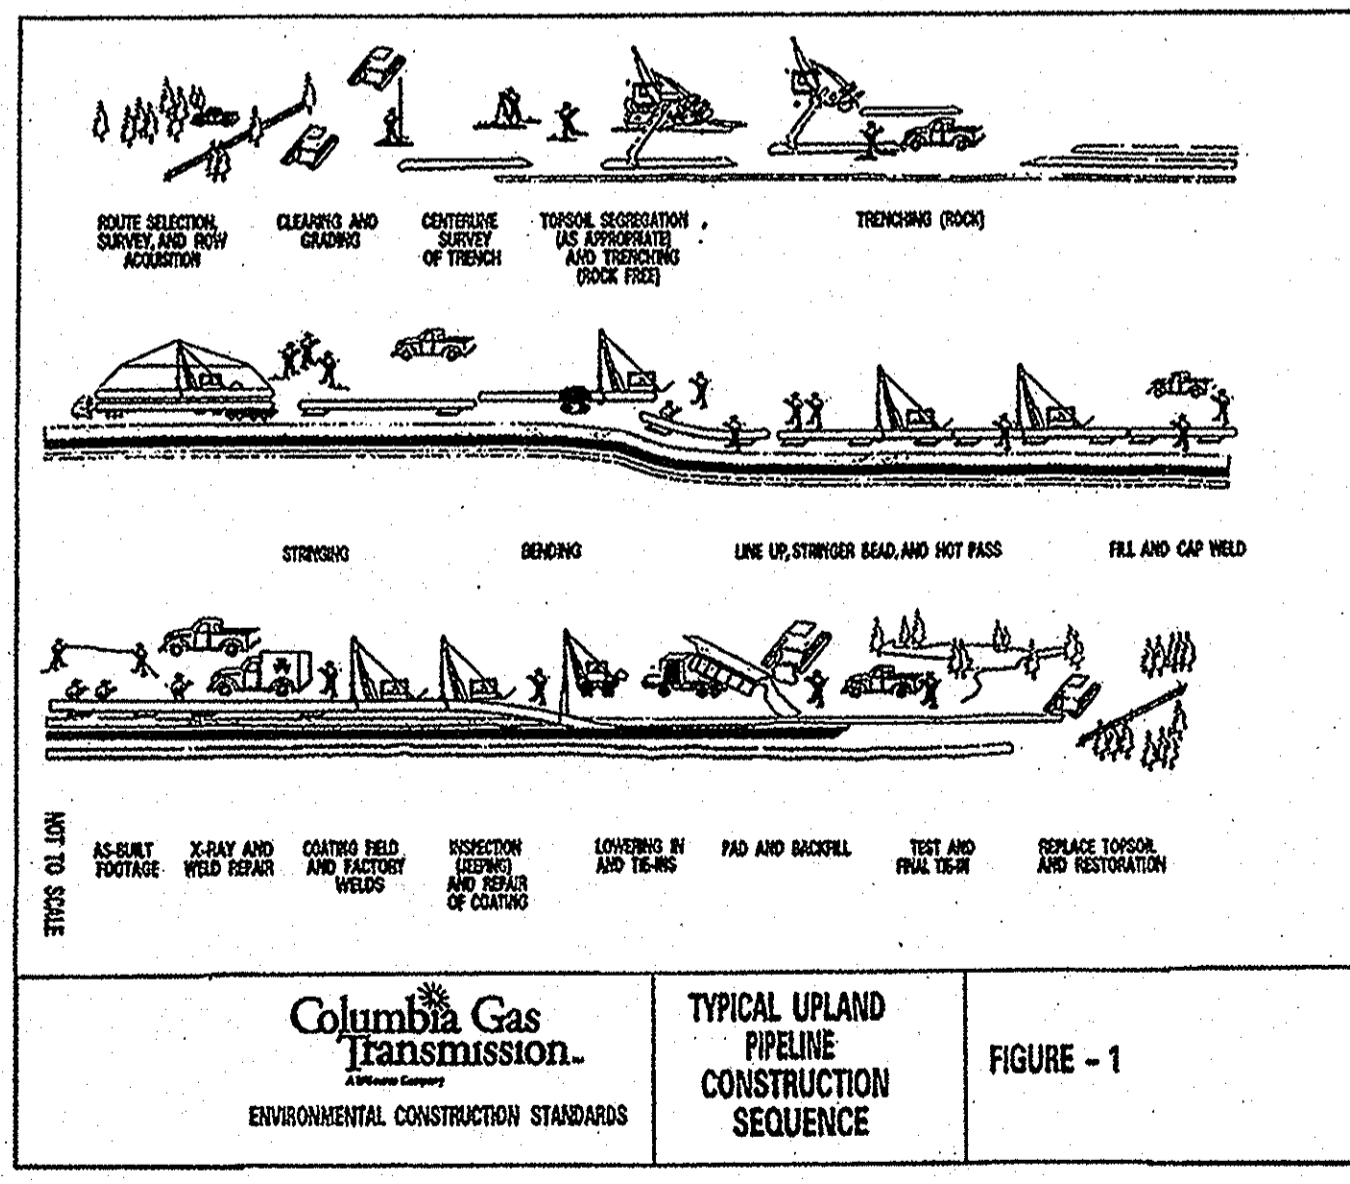 ROUTE SELECTION,
SURVEY, AND ROW
ACQUISITION
CLEARING AND
GRADING
CENTERLINE
SURVEY
OF TRENCH
TOPSOIL SEGREGATION
(AS APPROPRIATE)
AND TRENCHING
(ROCK FREE)
TRENCHING (ROCK)
STRINGING
BENDING
LINE UP, STRINGER BEAD, AND HOT PASS
FILL AND CAP WELD
NOT TO SCALE
AS-BUILT
FOOTAGE
X-RAY AND
WELD REPAIR
COATING FIELD
AND FACTORY
WELDS
INSPECTION
(JEEPING)
AND REPAIR
OF COATING
LOWERING IN
AND TIE-INS
PAD AND BACKFILL
TEST AND
FINAL TIE-IN
REPLACE TOPSOIL
AND RESTORATION
Columbia Gas
Transmission
A NiSource Company
ENVIRONMENTAL CONSTRUCTION STANDARDS
TYPICAL UPLAND
PIPELINE
CONSTRUCTION
SEQUENCE
FIGURE - 1